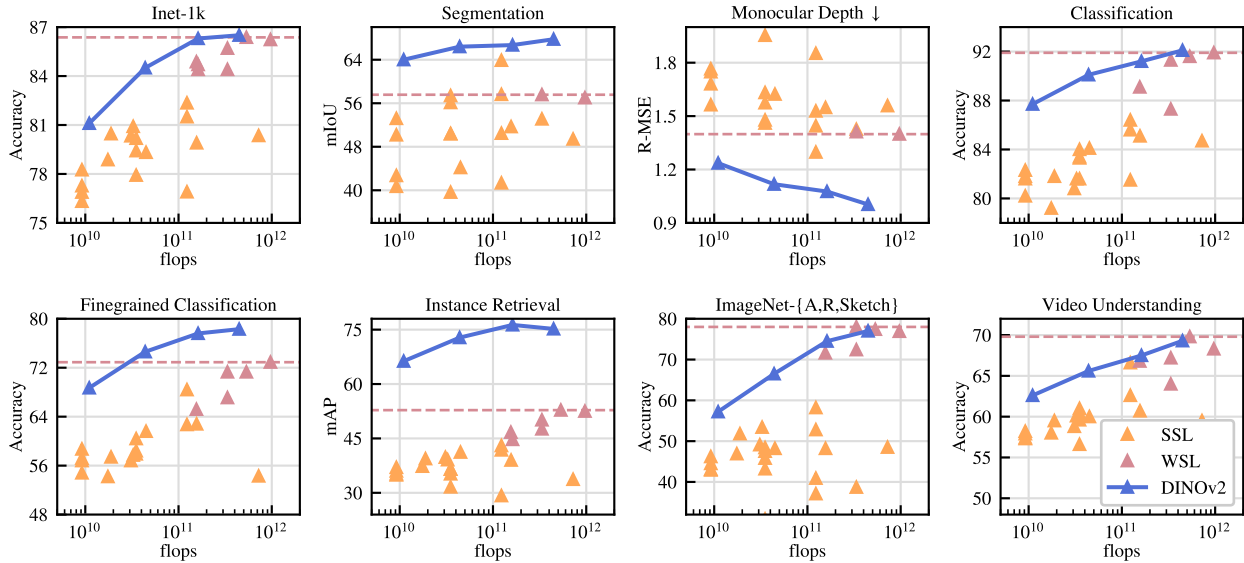 Inet-1k
Accuracy
87
84
81
78
75
10^10
10^11
10^12
flops
Segmentation
mIoU
64
56
48
40
10^10
10^11
10^12
flops
Monocular Depth ↓
R-MSE
1.8
1.5
1.2
0.9
10^10
10^11
10^12
flops
Classification
Accuracy
92
88
84
80
10^10
10^11
10^12
flops
Finegrained Classification
Accuracy
80
72
64
56
48
10^10
10^11
10^12
flops
Instance Retrieval
mAP
75
60
45
30
10^10
10^11
10^12
flops
ImageNet-{A,R,Sketch}
Accuracy
80
70
60
50
40
10^10
10^11
10^12
flops
Video Understanding
Accuracy
70
65
60
55
50
10^10
10^11
10^12
flops
SSL
WSL
DINOv2